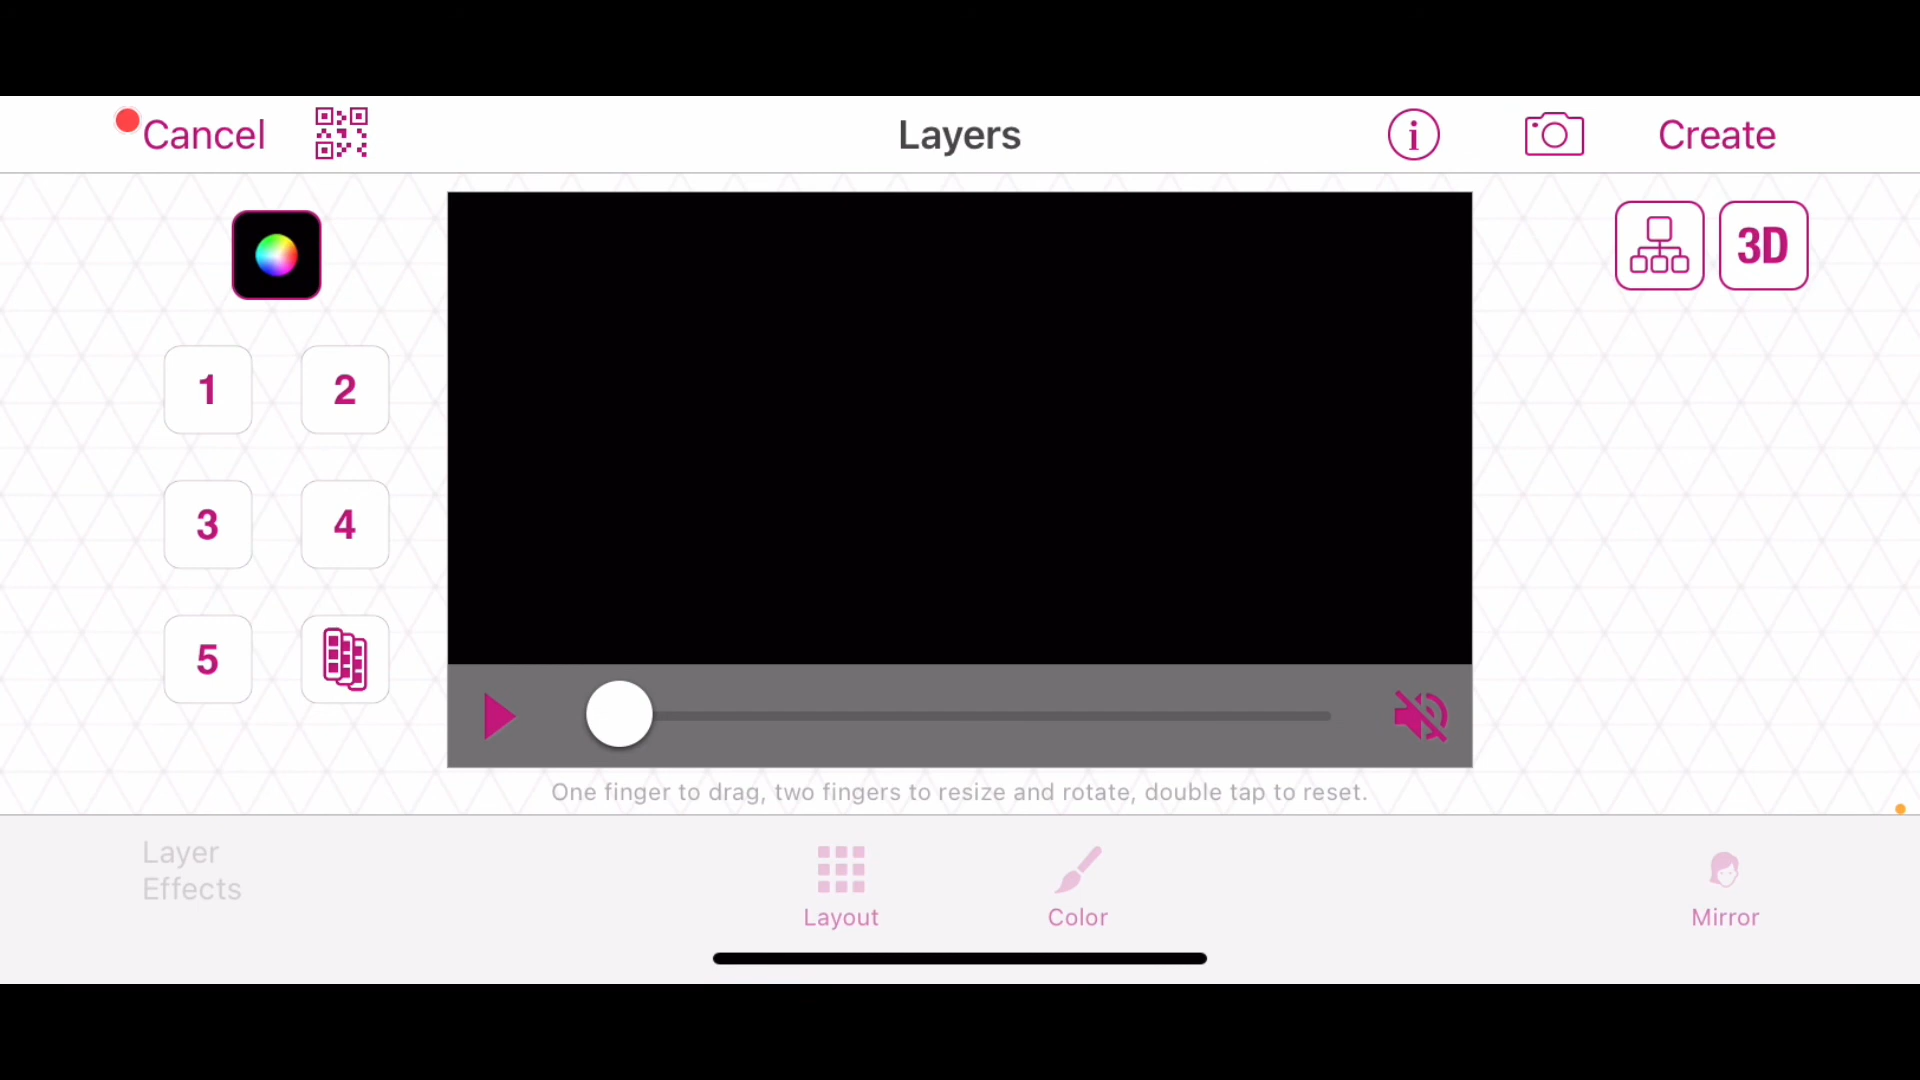 Cancel
Layers
Create
3D
1
2
3
4
5
One finger to drag, two fingers to resize and rotate, double tap to reset.
Layer
Effects
Layout
Color
Mirror